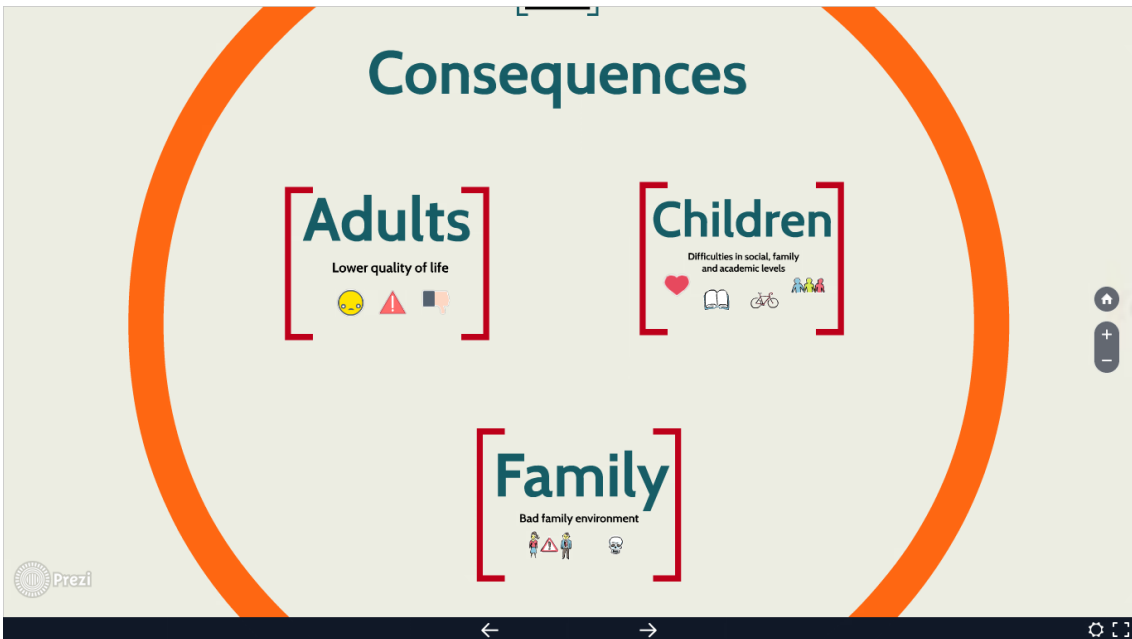 Consequences
Adults
Lower quality of life
Children
Difficulties in social, family
and academic levels
Family
Bad family environment
Prezi